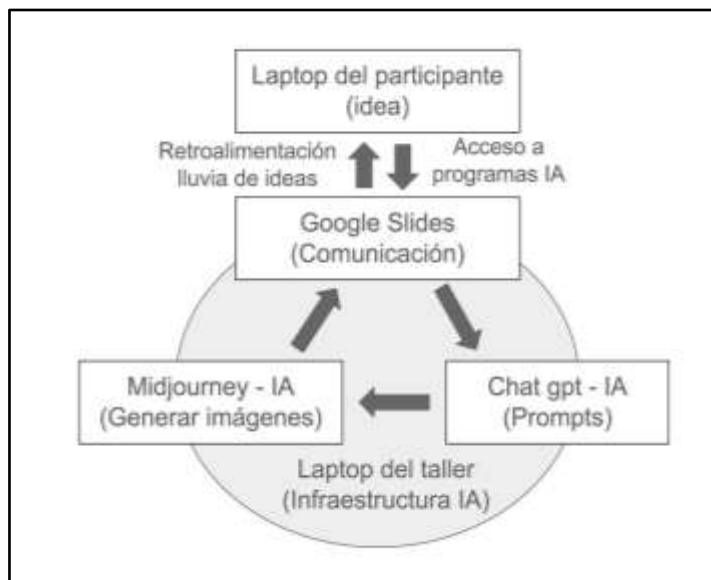 Laptop del participante
(idea)
Retroalimentación
lluvia de ideas
Acceso a
programas IA
Google Slides
(Comunicación)
Midjourney - IA
(Generar imágenes)
Chat gpt - IA
(Prompts)
Laptop del taller
(Infraestructura IA)